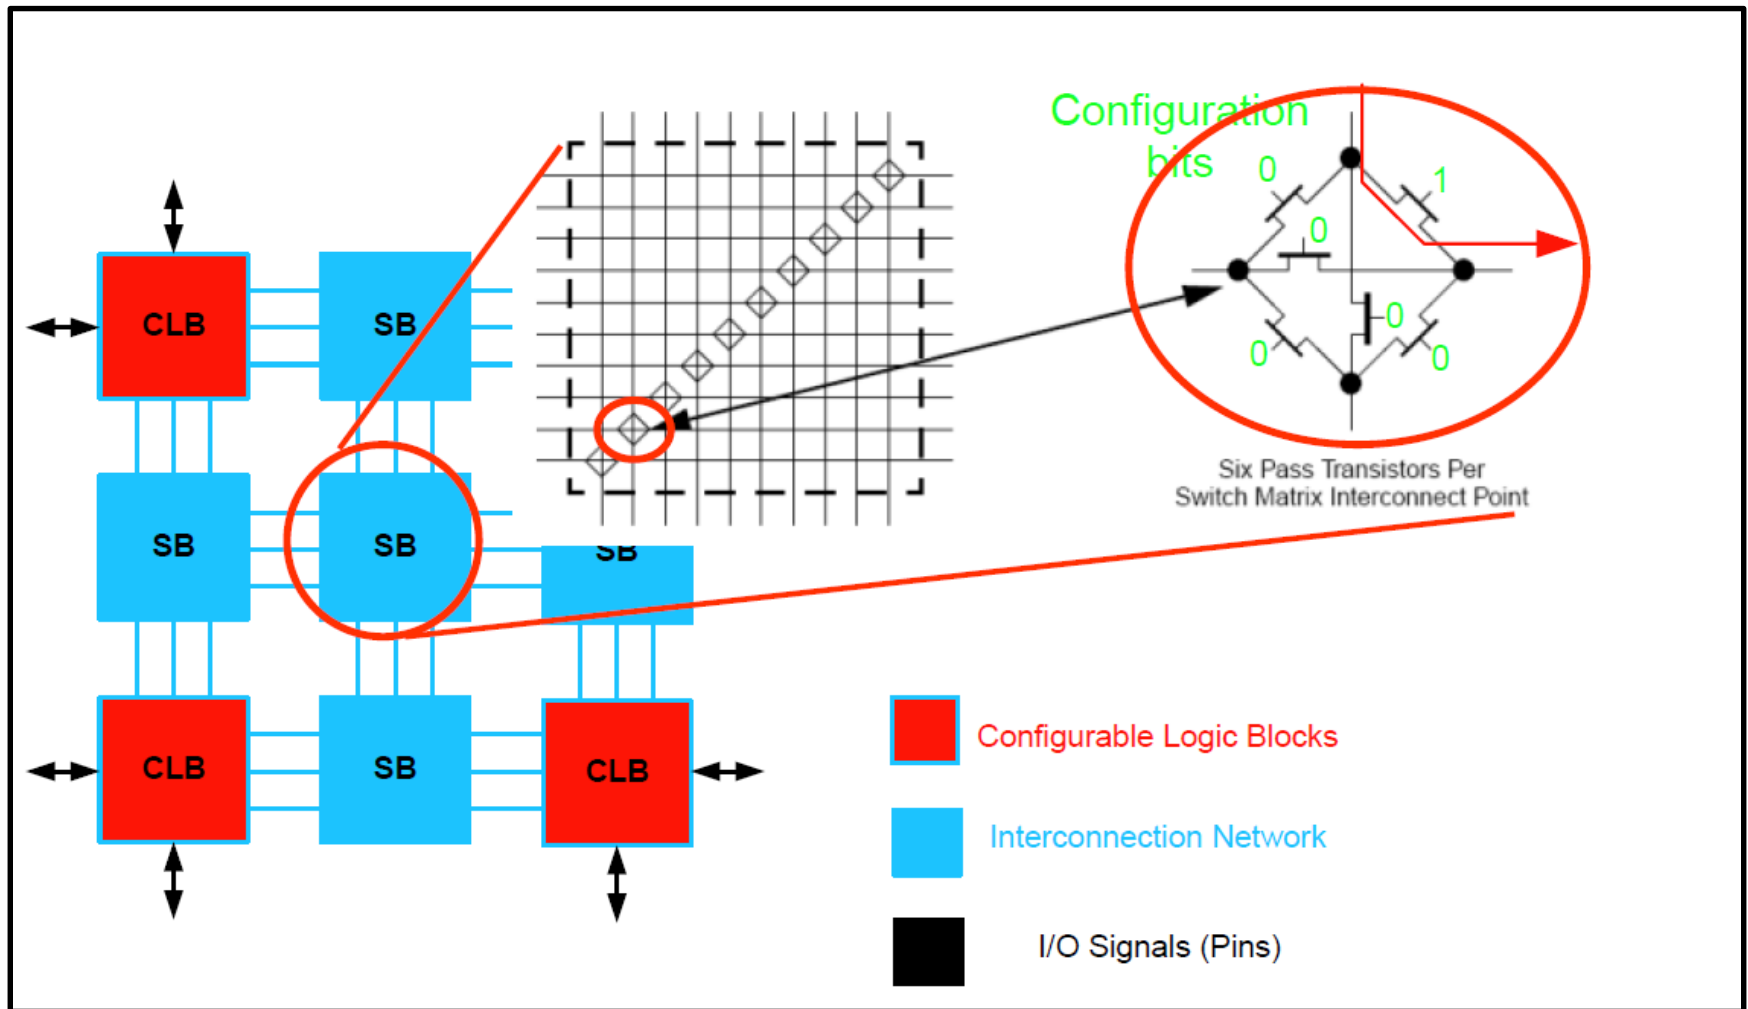 Configuration
bits
0
1
0
0
0
0
Six Pass Transistors Per
Switch Matrix Interconnect Point
CLB
SB
SB
SB
SB
CLB
SB
CLB
Configurable Logic Blocks
Interconnection Network
I/O Signals (Pins)